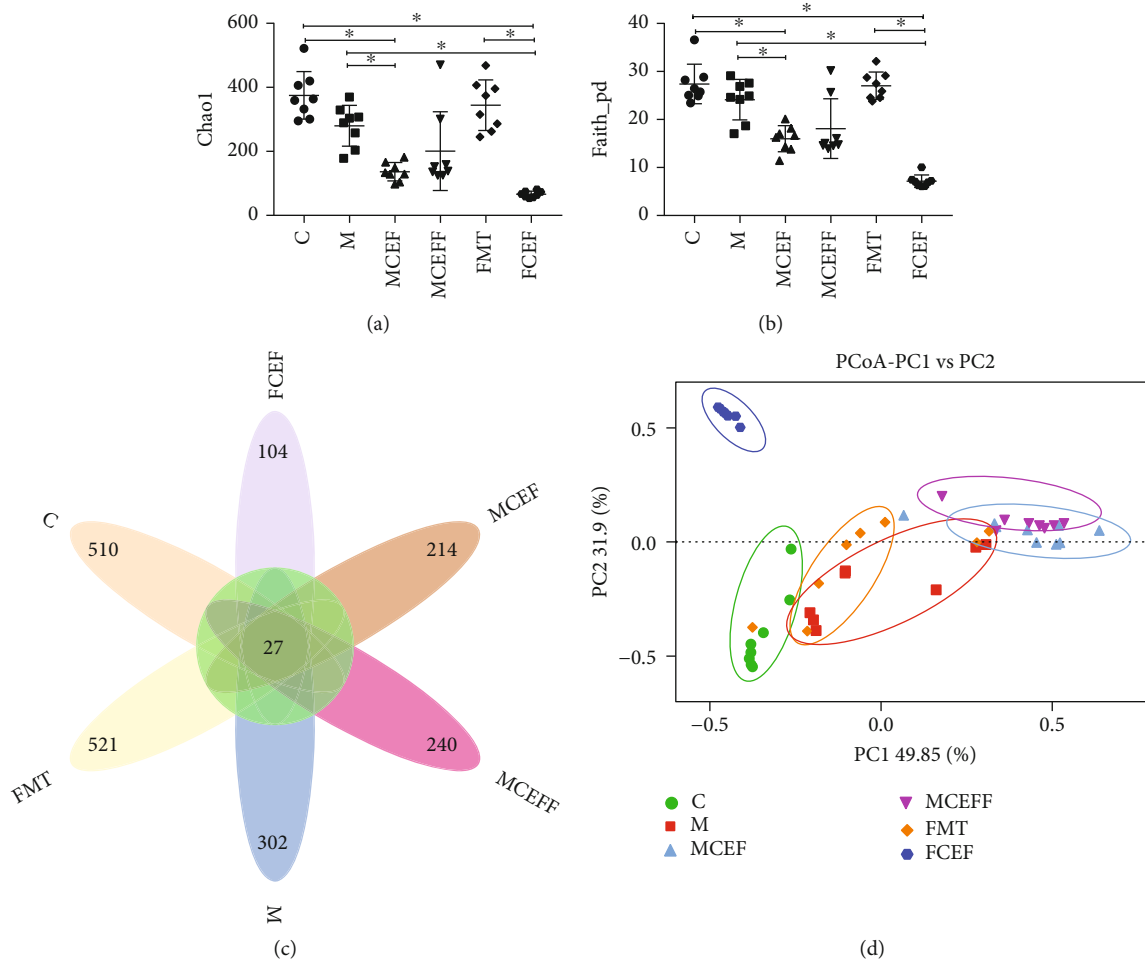 600
400
200
0
Chao1
*
*
*
*
*
C
M
MCEF
MCEFF
FMT
FCEF
(a)
40
30
20
10
0
Faith_pd
*
*
*
*
*
C
M
MCEF
MCEFF
FMT
FCEF
(b)
FCEF
104
MCEF
214
C
510
27
FMT
521
MCEFF
240
302
M
(c)
PCoA-PC1 vs PC2
0.5
0.0
−0.5
PC2 31.9 (%)
−0.5
0.0
0.5
PC1 49.85 (%)
C
M
MCEF
MCEFF
FMT
FCEF
(d)